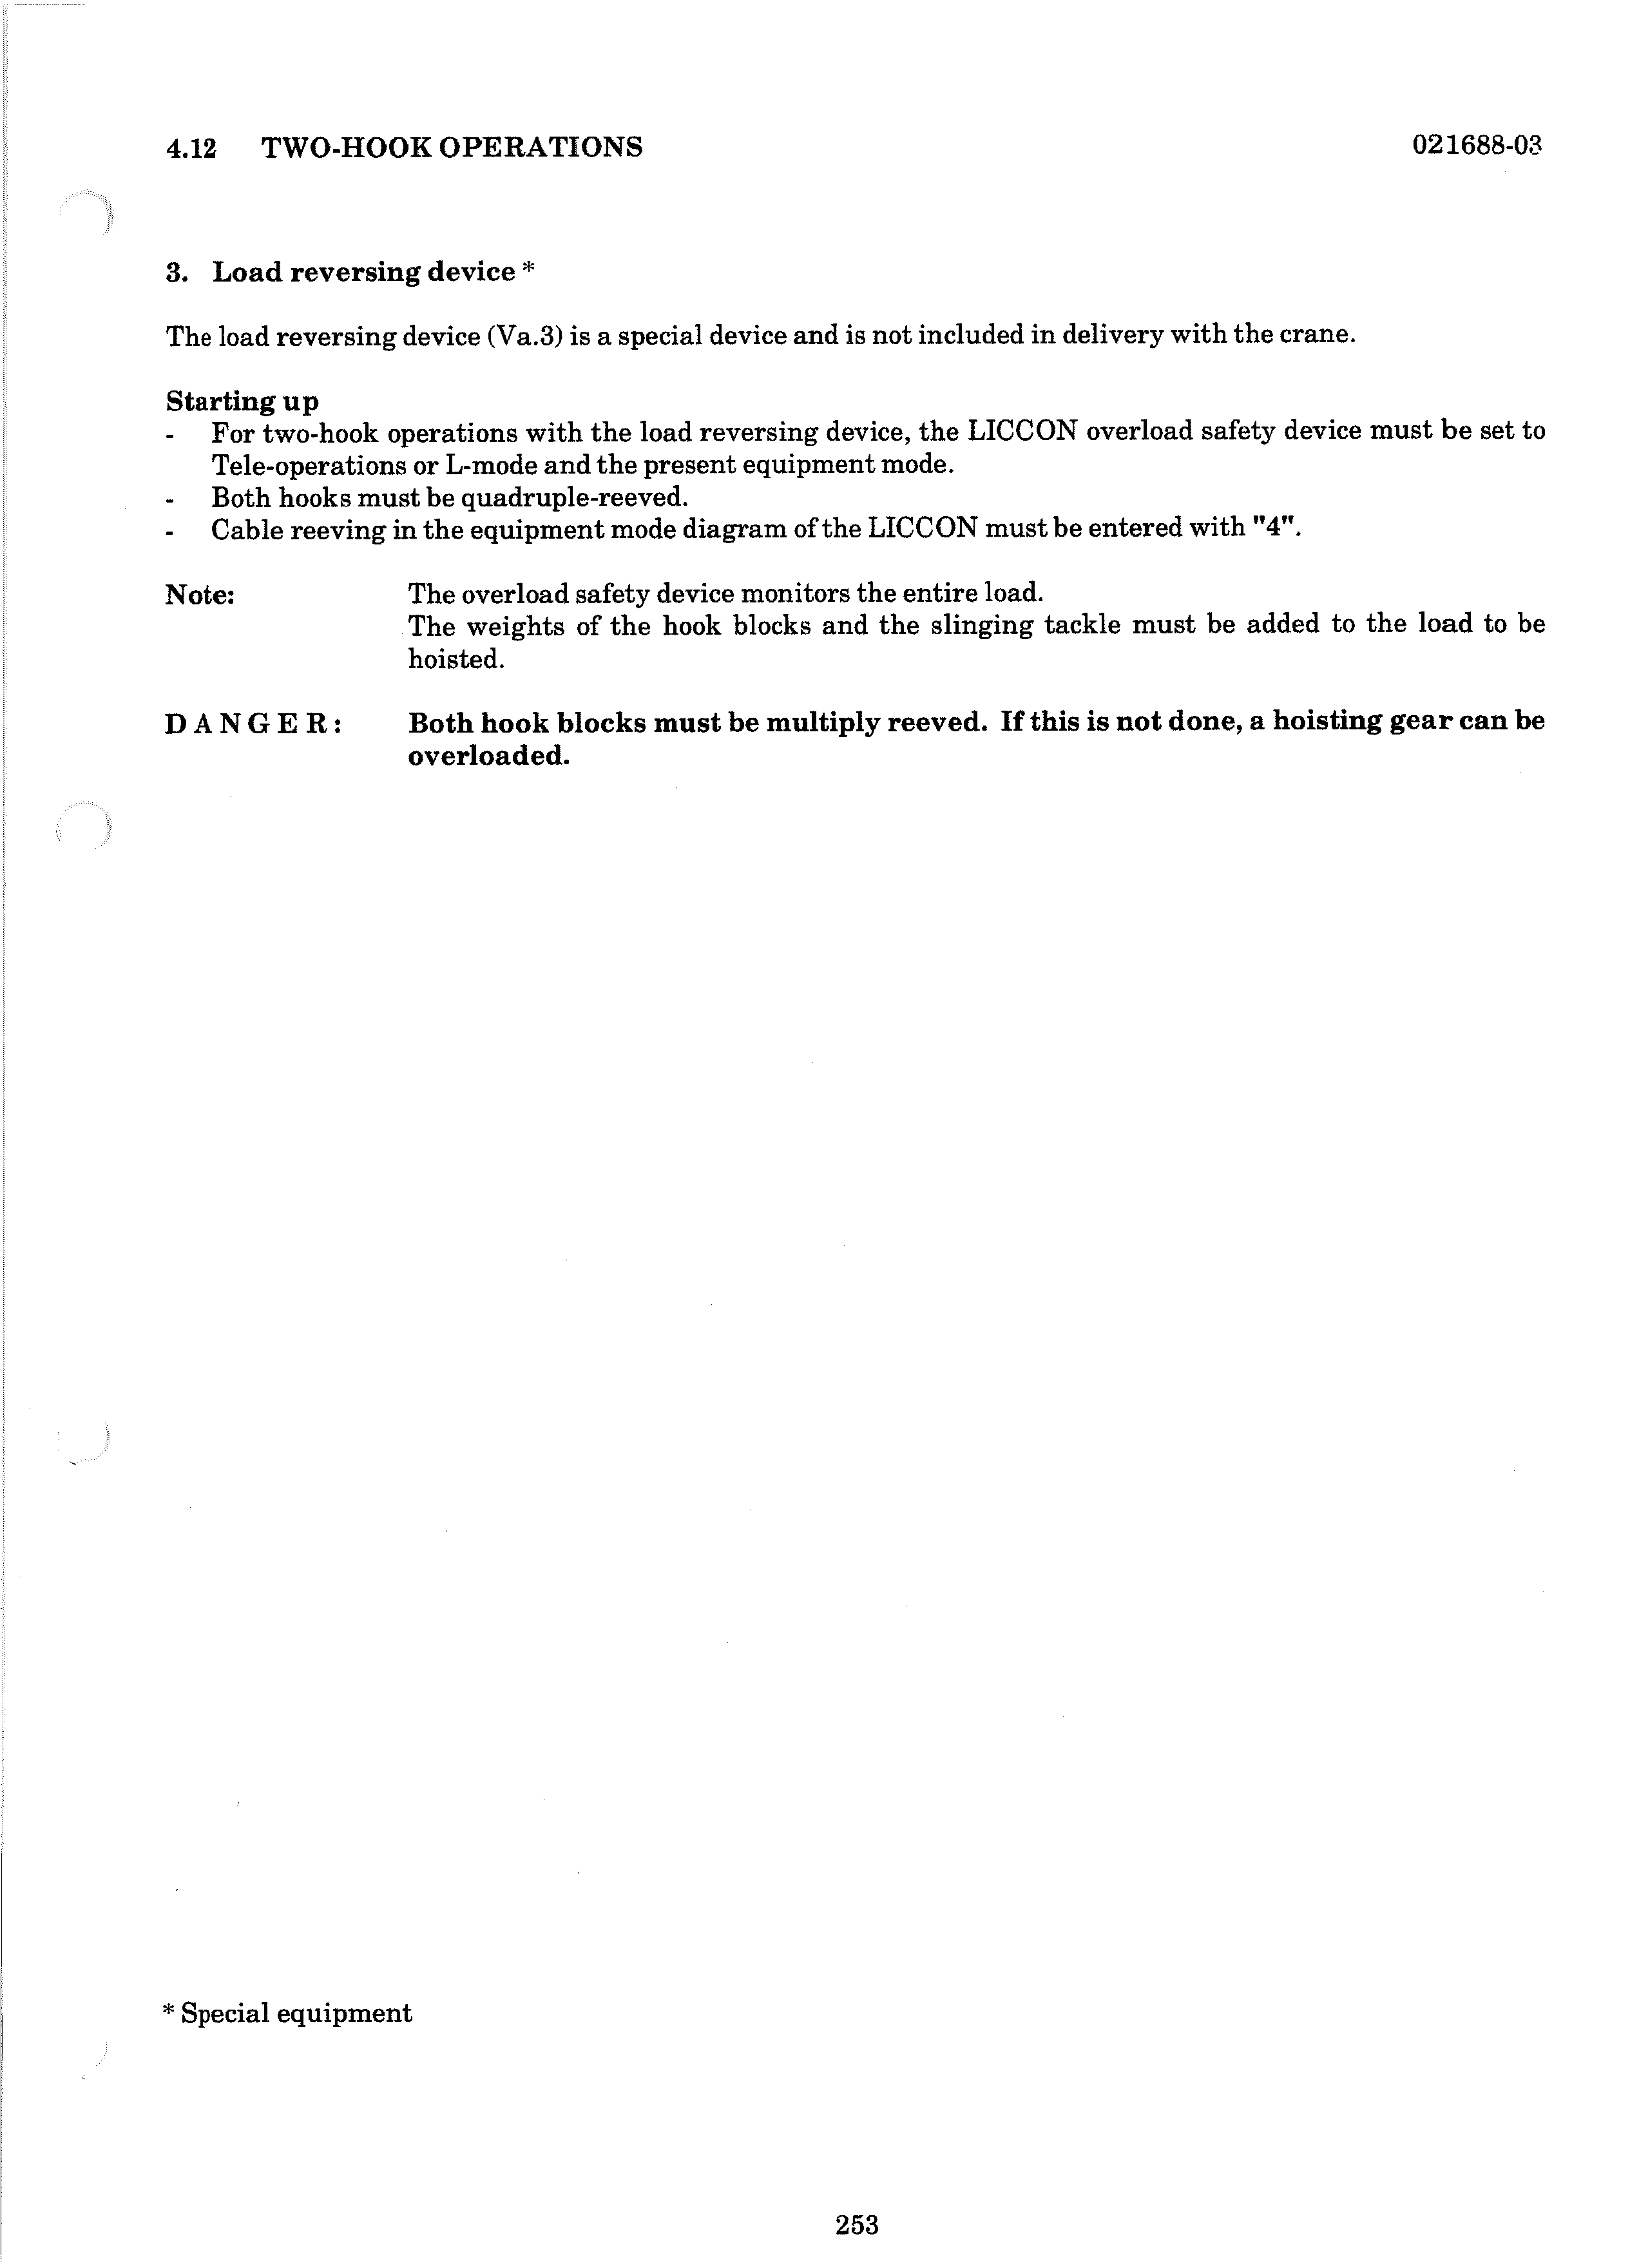 4.12 TWO-HOOK OPERATIONS 021688-03
3. Load reversing device *
The load reversing device (Va.3) is a special device and is not included in delivery with the crane.
Starting up
- For two-hook operations with the load reversing device, the LICCON overload safety device must be set to
Tele-operations or L-mode and the present equipment mode.
- Both hooks must be quadruple-reeved.
- Cable reeving in the equipment mode diagram of the LICCON must be entered with "4".
Note: The overload safety device monitors the entire load.
The weights of the hook blocks and the slinging tackle must be added to the load to be
hoisted.
D A N G E R : Both hook blocks must be multiply reeved. If this is not done, a hoisting gear can be
overloaded.
* Special equipment
253